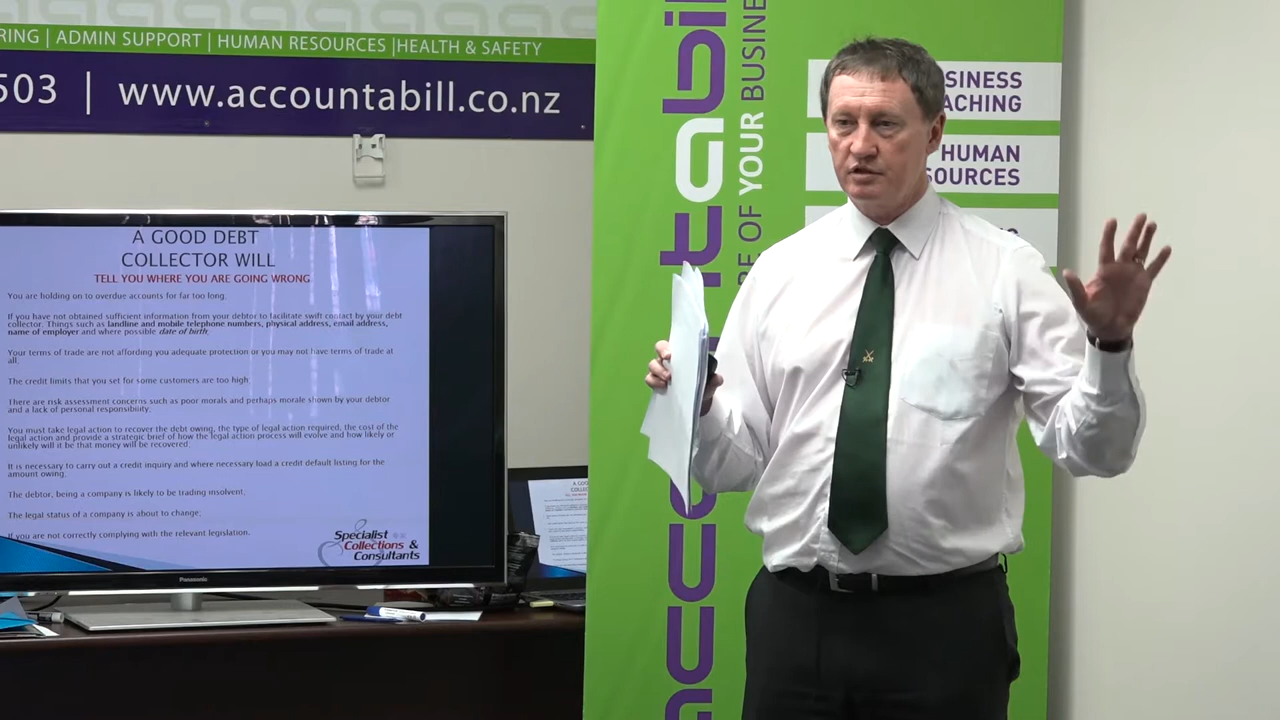 RING | ADMIN SUPPORT | HUMAN RESOURCES |HEALTH & SAFETY
503 | www.accountabill.co.nz
A GOOD DEBT
COLLECTOR WILL
TELL YOU WHERE YOU ARE GOING WRONG
You are holding on to overdue accounts for far too long.
If you have not obtained sufficient information from your debtor to facilitate swift contact by your debt
collector. Things such as landline and mobile telephone numbers, physical address, email address,
name of employer and where possible date of birth;
Your terms of trade are not affording you adequate protection or you may not have terms of trade at
all.
The credit limits that you set for some customers are too high.
There are risk assessment concerns such as poor morals and perhaps morale shown by your debtor
and a lack of personal responsibility;
You must take legal action to recover the debt owing, the type of legal action required, the cost of the
legal action and provide a strategic brief of how the legal action process will evolve and how likely or
unlikely will it be that money will be recovered.
It is necessary to carry out a credit inquiry and where necessary load a credit default listing for the
amount owing;
The debtor, being a company is likely to be trading insolvent.
The legal status of a company is about to change;
If you are not correctly complying with the relevant legislation.
Specialist
Collections &
Consultants
Panasonic
A GOO
COLLEC
accountabil
RE OF YOUR BUSINE
SINESS
ACHING
HUMAN
SOURCES